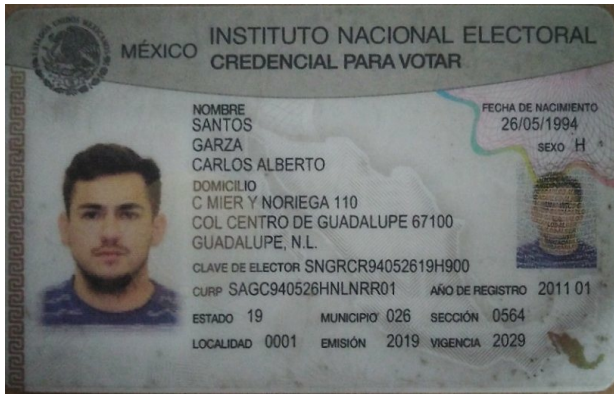 MÉXICO INSTITUTO NACIONAL ELECTORAL
CREDENCIAL PARA VOTAR
NOMBRE
SANTOS
GARZA
CARLOS ALBERTO
FECHA DE NACIMIENTO
26/05/1994
SEXO H
DOMICILIO
C MIER Y NORIEGA 110
COL CENTRO DE GUADALUPE 67100
GUADALUPE, N.L.
CLAVE DE ELECTOR SNGRCR94052619H900
CURP SAGC940526HNLNRR01 AÑO DE REGISTRO 2011 01
ESTADO 19 MUNICIPIO 026 SECCIÓN 0564
LOCALIDAD 0001 EMISIÓN 2019 VIGENCIA 2029